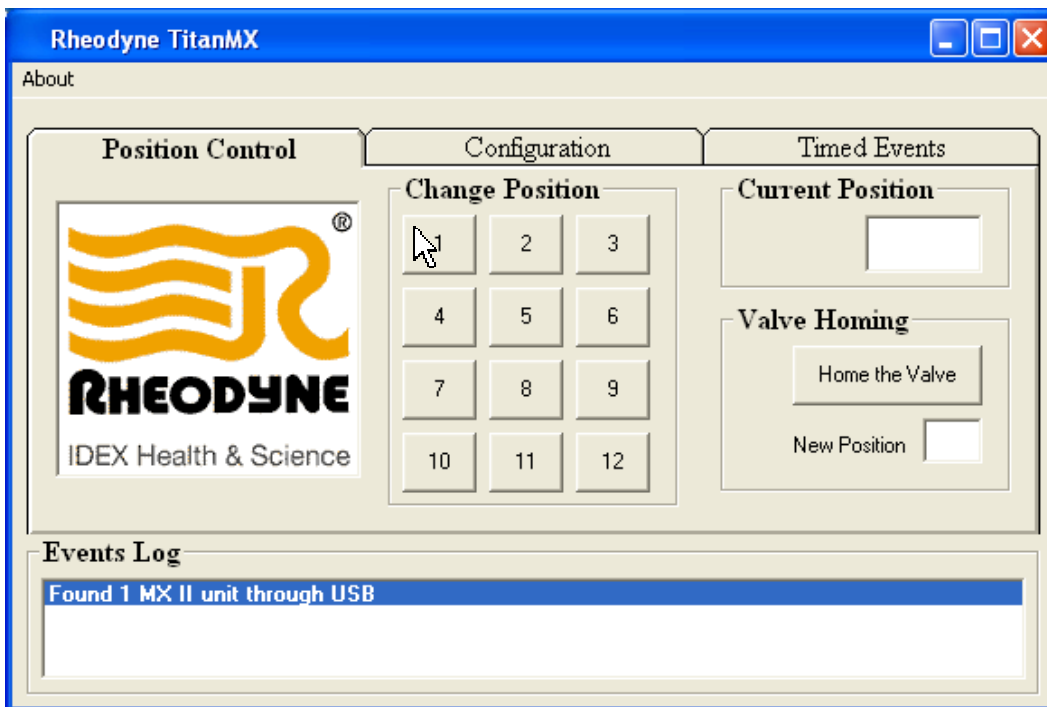 Rheodyne TitanMX
About
Position Control
Configuration
Timed Events
®
RHEODYNE
IDEX Health & Science
Change Position
1 2 3
4 5 6
7 8 9
10 11 12
Current Position
Valve Homing
Home the Valve
New Position
Events Log
Found 1 MX II unit through USB